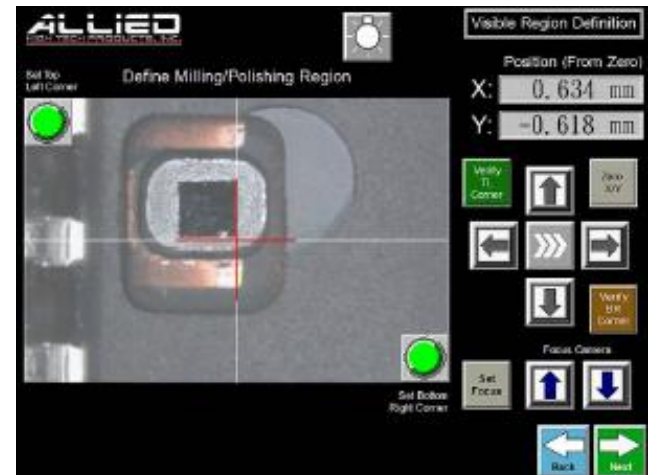 ALLIED
HIGH TECH PRODUCTS, INC.
Visible Region Definition
Set Top
Left Corner
Define Milling/Polishing Region
Position (From Zero)
X: 0.634 mm
Y: -0.618 mm
Verify
TL
Corner
Zero
X/Y
Verify
BR
Corner
Focus Camera
Set
Focus
Set Bottom
Right Corner
Back
Next